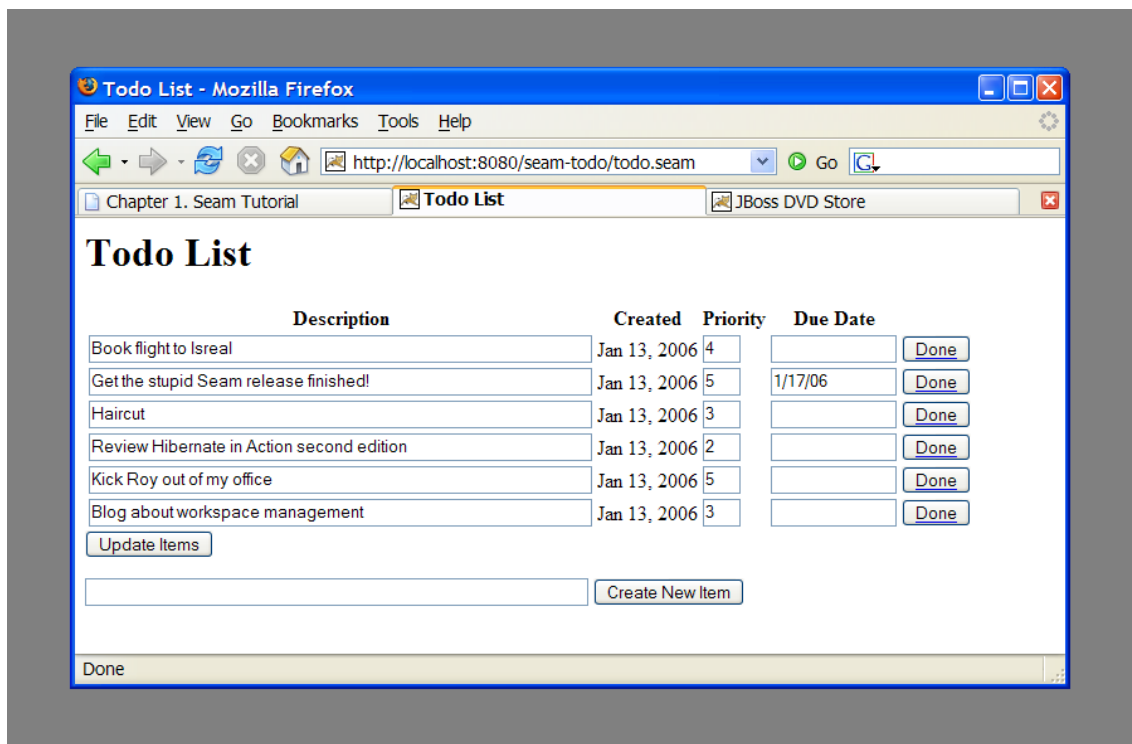 Todo List - Mozilla Firefox
File Edit View Go Bookmarks Tools Help
http://localhost:8080/seam-todo/todo.seam Go G
Chapter 1. Seam Tutorial Todo List JBoss DVD Store
Todo List
Description Created Priority Due Date
Book flight to Isreal Jan 13, 2006 4 Done
Get the stupid Seam release finished! Jan 13, 2006 5 1/17/06 Done
Haircut Jan 13, 2006 3 Done
Review Hibernate in Action second edition Jan 13, 2006 2 Done
Kick Roy out of my office Jan 13, 2006 5 Done
Blog about workspace management Jan 13, 2006 3 Done
Update Items
Create New Item
Done